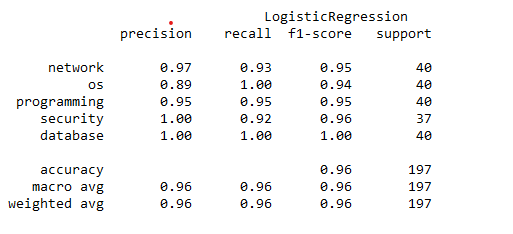 LogisticRegression
precision recall f1-score support
network 0.97 0.93 0.95 40
os 0.89 1.00 0.94 40
programming 0.95 0.95 0.95 40
security 1.00 0.92 0.96 37
database 1.00 1.00 1.00 40
accuracy 0.96 197
macro avg 0.96 0.96 0.96 197
weighted avg 0.96 0.96 0.96 197